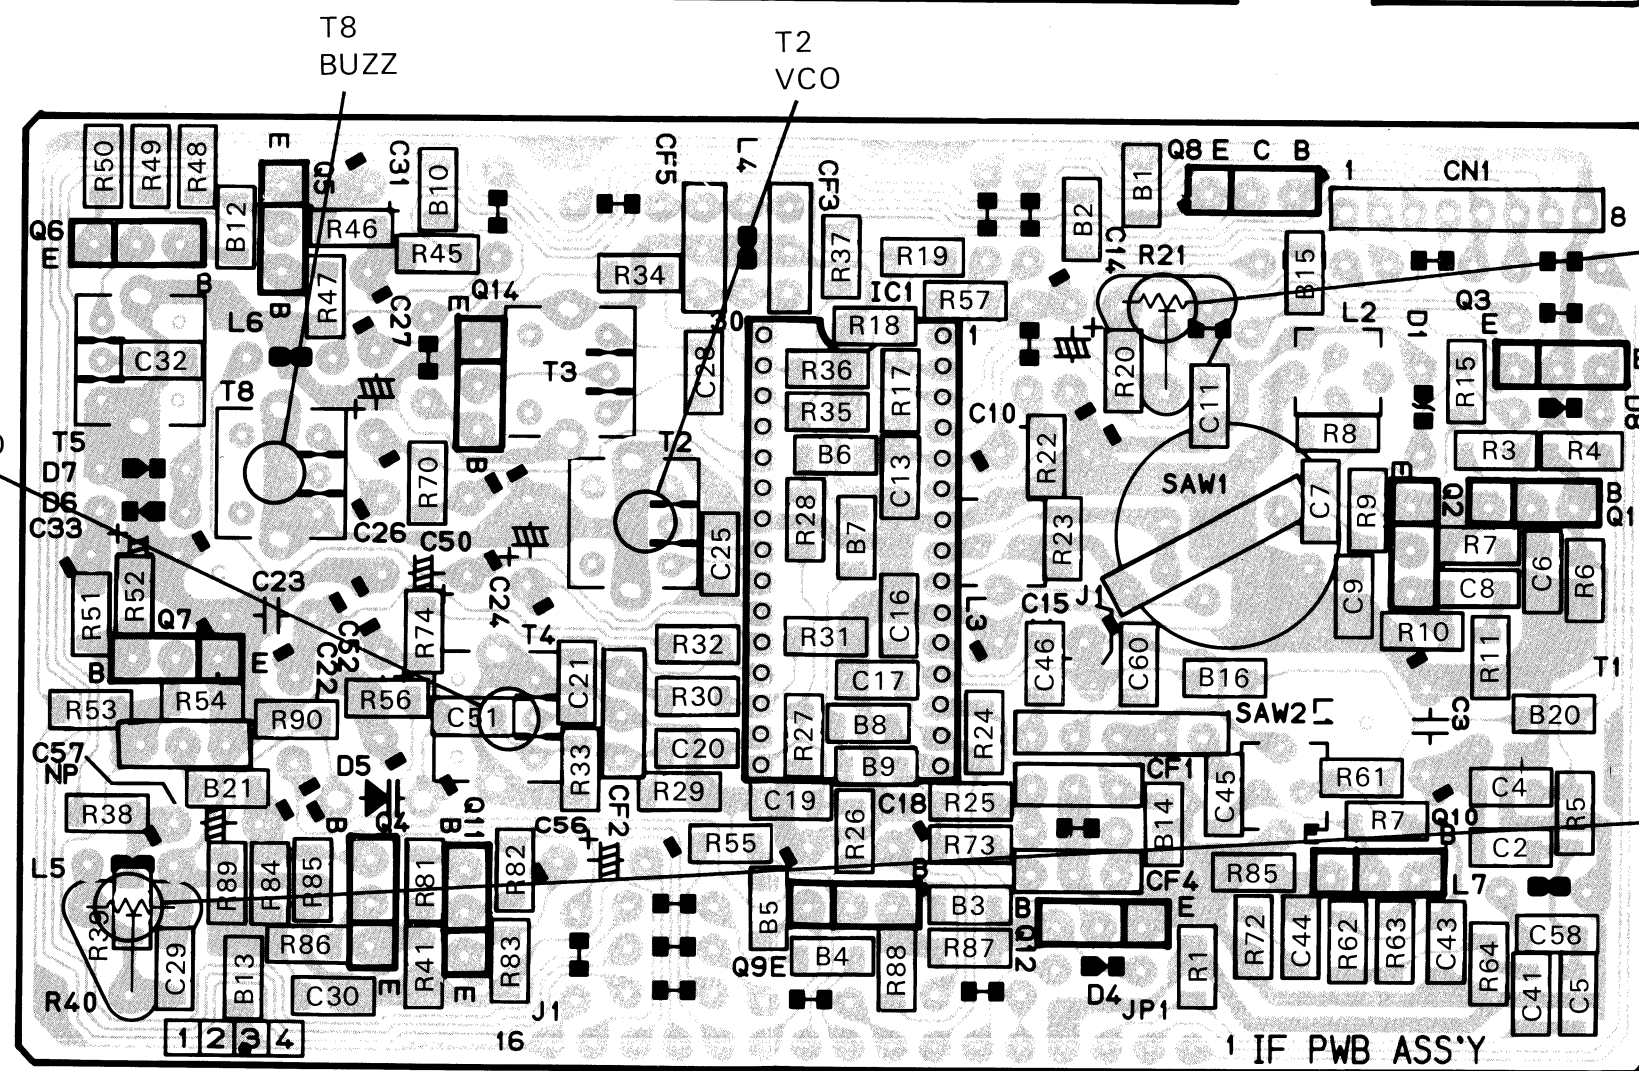 T8
BUZZ
T2
VCO
R50
R49
R48
E
Q5
C31
B10
CF5
L4
CF3
B1
Q8 E C B
1
CN1
8
Q6
E
B12
R46
R45
R34
R37
R19
B2
C14
R21
B15
B
R47
B
C27
E
Q14
IC1
R57
L2
D1
Q3
E
L6
30
R18
1
C32
T3
C28
R36
R17
R20
C11
R15
D8
T8
R35
C10
R8
T5
D7
D6
C33
R70
B
T2
B6
C13
R22
SAW1
C7
R9
E
Q2
R3
R4
B
Q1
C26
C50
C25
R28
B7
R23
R7
C6
R6
R52
R51
C23
C24
C16
L3
C15
J1
C9
C8
Q7
B
E
C52
C22
R74
T4
C21
R32
R31
C46
C60
R10
R11
T1
R53
R54
R90
R56
C51
R30
C17
B16
SAW2
L1
C3
B20
C57
NP
D5
R33
C20
R27
B8
B9
R24
CF1
R61
C4
B21
R29
C19
C18
R25
C45
R5
R38
B
Q4
B
Q11
C56
CF2
R55
R26
R73
B14
R7
Q10
E
B
C2
L5
R89
R84
R85
R81
R82
B
CF4
R85
L7
R39
B5
B3
B
E
Q12
R72
C44
R62
R63
C43
C58
R86
R41
R83
Q9
E
B4
R88
R87
R1
R64
R40
C29
B13
C30
E
E
J1
D4
JP1
C41
C5
1 2 3 4
16
1
IF PWB ASS'Y